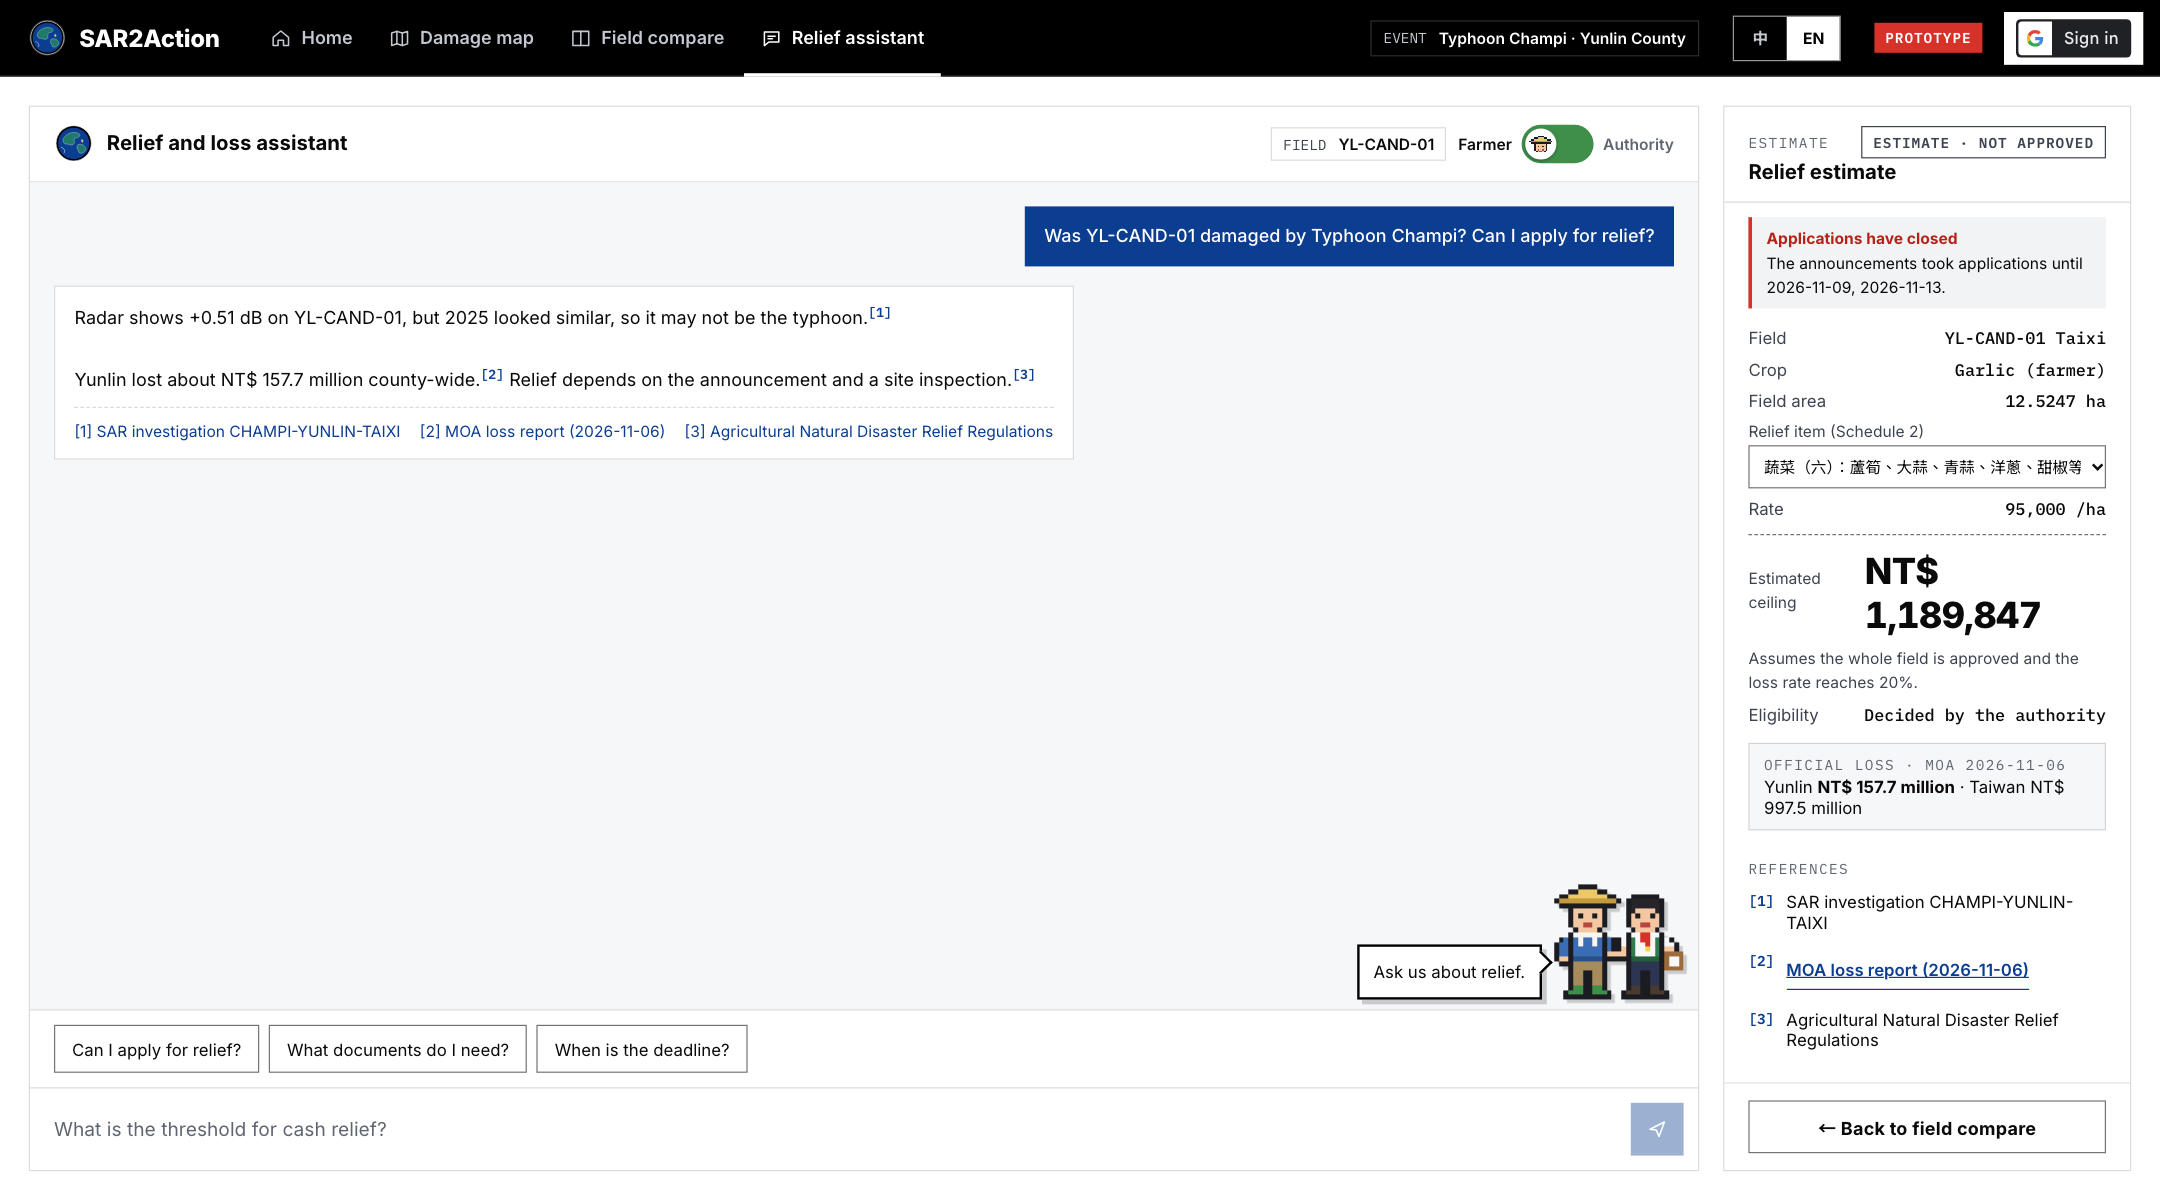 SAR2Action
Home
Damage map
Field compare
Relief assistant
EVENT Typhoon Champi · Yunlin County
中
EN
PROTOTYPE
Sign in
Relief and loss assistant
FIELD YL-CAND-01
Farmer
Authority
Was YL-CAND-01 damaged by Typhoon Champi? Can I apply for relief?
Radar shows +0.51 dB on YL-CAND-01, but 2025 looked similar, so it may not be the typhoon.[1]
Yunlin lost about NT$ 157.7 million county-wide.[2] Relief depends on the announcement and a site inspection.[3]
[1] SAR investigation CHAMPI-YUNLIN-TAIXI [2] MOA loss report (2026-11-06) [3] Agricultural Natural Disaster Relief Regulations
Ask us about relief.
Can I apply for relief?
What documents do I need?
When is the deadline?
What is the threshold for cash relief?
ESTIMATE
ESTIMATE · NOT APPROVED
Relief estimate
Applications have closed
The announcements took applications until
2026-11-09, 2026-11-13.
Field YL-CAND-01 Taixi
Crop Garlic (farmer)
Field area 12.5247 ha
Relief item (Schedule 2)
蔬菜（六）：蘆筍、大蒜、青蒜、洋蔥、甜椒等
Rate 95,000 /ha
Estimated
ceiling
NT$
1,189,847
Assumes the whole field is approved and the
loss rate reaches 20%.
Eligibility Decided by the authority
OFFICIAL LOSS · MOA 2026-11-06
Yunlin NT$ 157.7 million · Taiwan NT$
997.5 million
REFERENCES
[1] SAR investigation CHAMPI-YUNLIN-
TAIXI
[2] MOA loss report (2026-11-06)
[3] Agricultural Natural Disaster Relief
Regulations
← Back to field compare